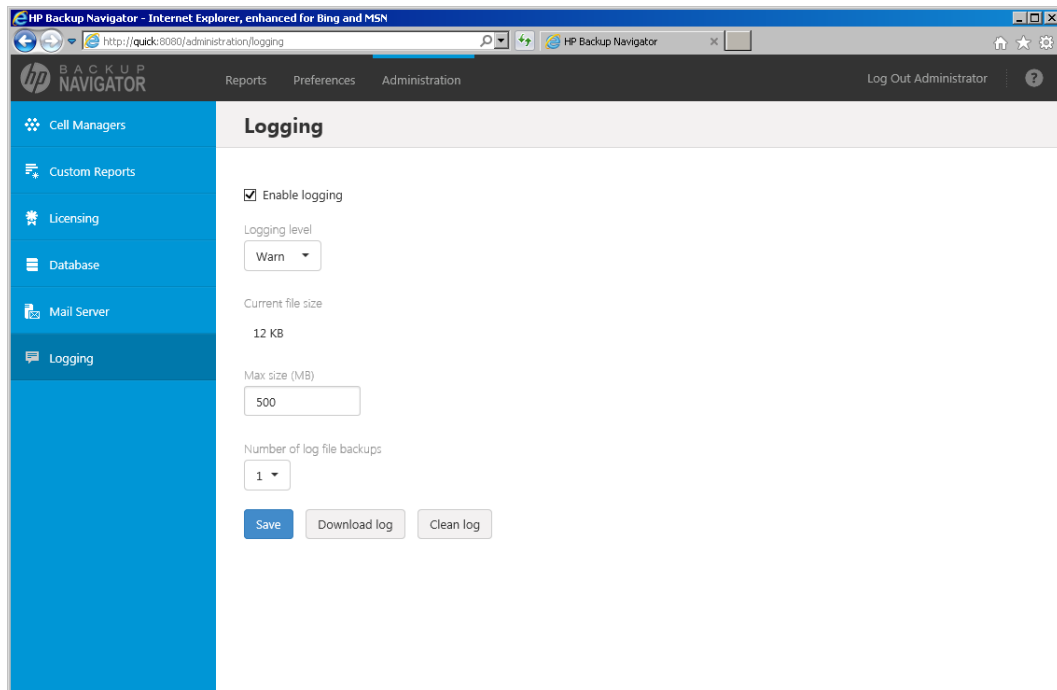 HP Backup Navigator - Internet Explorer, enhanced for Bing and MSN
http://quick:8080/administration/logging
HP Backup Navigator
hp BACKUP NAVIGATOR
Reports Preferences Administration
Log Out Administrator ?
Cell Managers
Custom Reports
Licensing
Database
Mail Server
Logging
Logging
Enable logging
Logging level
Warn
Current file size
12 KB
Max size (MB)
500
Number of log file backups
1
Save Download log Clean log